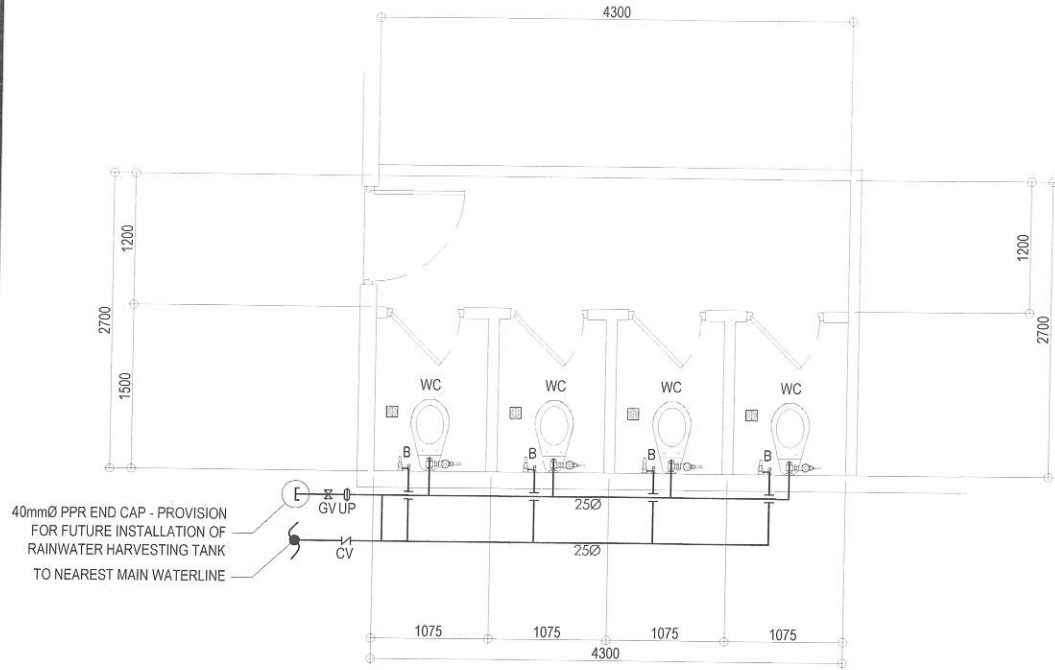 4300
1200
2700
1500
1200
2700
WC
WC
WC
WC
B
B
B
B
GV UP
25Ø
40mmØ PPR END CAP - PROVISION
FOR FUTURE INSTALLATION OF
RAINWATER HARVESTING TANK
CV
25Ø
TO NEAREST MAIN WATERLINE
1075
1075
1075
1075
4300